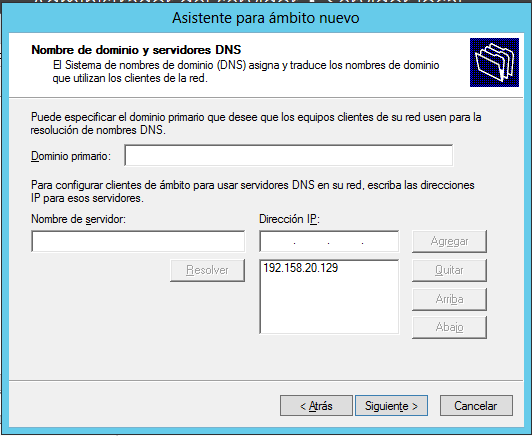 Asistente para ámbito nuevo
Nombre de dominio y servidores DNS
El Sistema de nombres de dominio (DNS) asigna y traduce los nombres de dominio
que utilizan los clientes de la red.
Puede especificar el dominio primario que desee que los equipos clientes de su red usen para la
resolución de nombres DNS.
Dominio primario:
Para configurar clientes de ámbito para usar servidores DNS en su red, escriba las direcciones
IP para esos servidores.
Nombre de servidor:
Dirección IP:
. . .
Agregar
Resolver
192.158.20.129
Quitar
Arriba
Abajo
< Atrás
Siguiente >
Cancelar